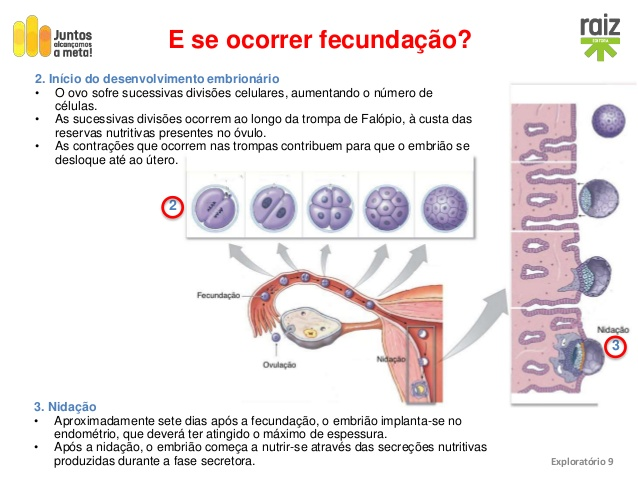 Juntos
alcançamos
a meta!
E se ocorrer fecundação?
raiz
editora
2. Início do desenvolvimento embrionário
• O ovo sofre sucessivas divisões celulares, aumentando o número de
células.
• As sucessivas divisões ocorrem ao longo da trompa de Falópio, à custa das
reservas nutritivas presentes no óvulo.
• As contrações que ocorrem nas trompas contribuem para que o embrião se
desloque até ao útero.
2
Fecundação
Ovulação
Nidação
Nidação
3
3. Nidação
• Aproximadamente sete dias após a fecundação, o embrião implanta-se no
endométrio, que deverá ter atingido o máximo de espessura.
• Após a nidação, o embrião começa a nutrir-se através das secreções nutritivas
produzidas durante a fase secretora.
Exploratório 9